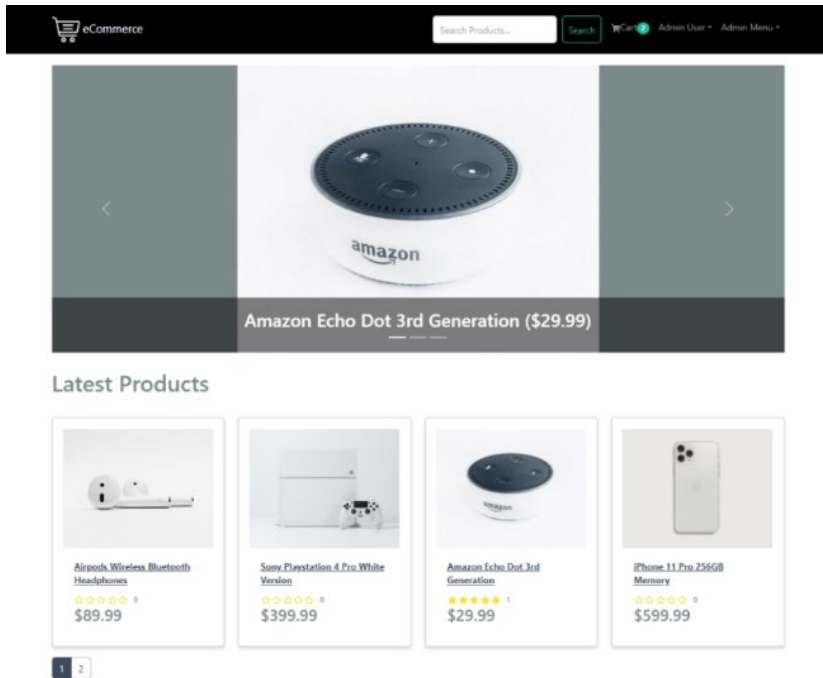 eCommerce
Search Products...
Search
Cart 2
Admin User
Admin Menu
amazon
Amazon Echo Dot 3rd Generation ($29.99)
Latest Products
amazon
Airpods Wireless Bluetooth
Headphones
0
$89.99
Sony Playstation 4 Pro White
Version
0
$399.99
Amazon Echo Dot 3rd
Generation
1
$29.99
iPhone 11 Pro 256GB
Memory
0
$599.99
1 2